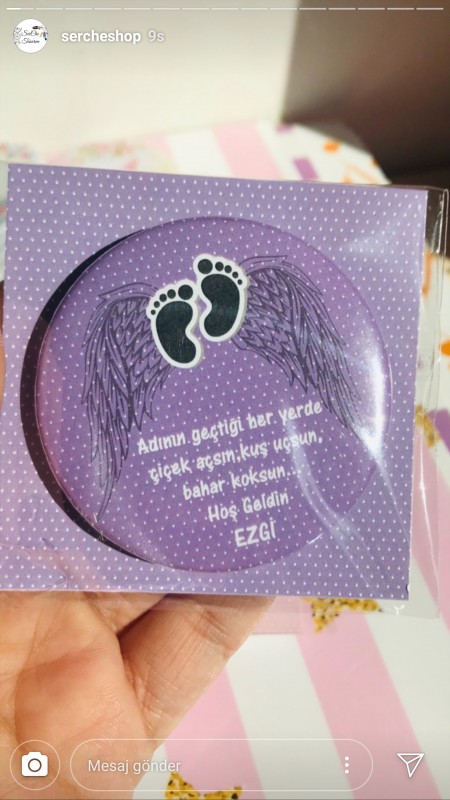 sercheshop 9s
Adının geçtiği her yerde
çiçek açsın,kuş uçsun,
bahar koksun...
Hoş Geldin
EZGİ
Mesaj gönder